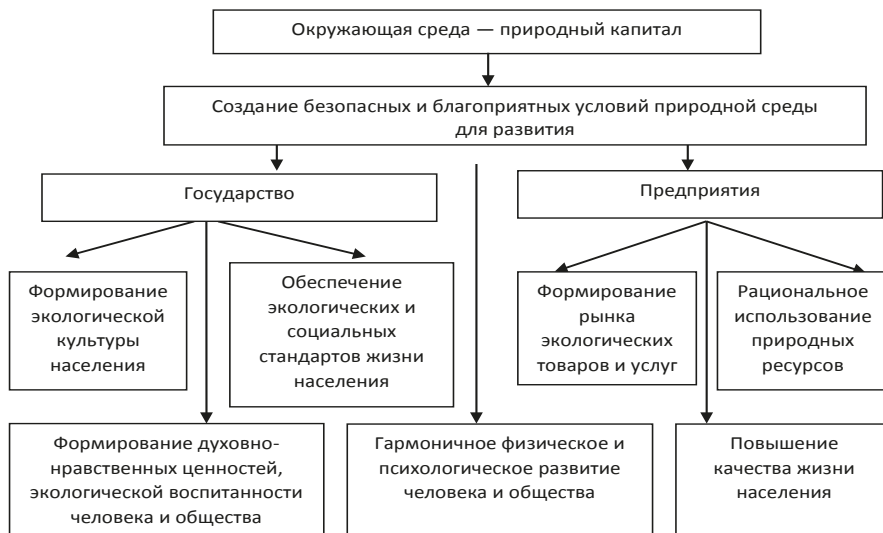 Окружающая среда — природный капитал
Создание безопасных и благоприятных условий природной среды
для развития
Государство
Предприятия
Формирование
экологической
культуры
населения
Обеспечение
экологических и
социальных
стандартов жизни
населения
Формирование
рынка
экологических
товаров и услуг
Рациональное
использование
природных
ресурсов
Формирование духовно-
нравственных ценностей,
экологической воспитанности
человека и общества
Гармоничное физическое и
психологическое развитие
человека и общества
Повышение
качества жизни
населения